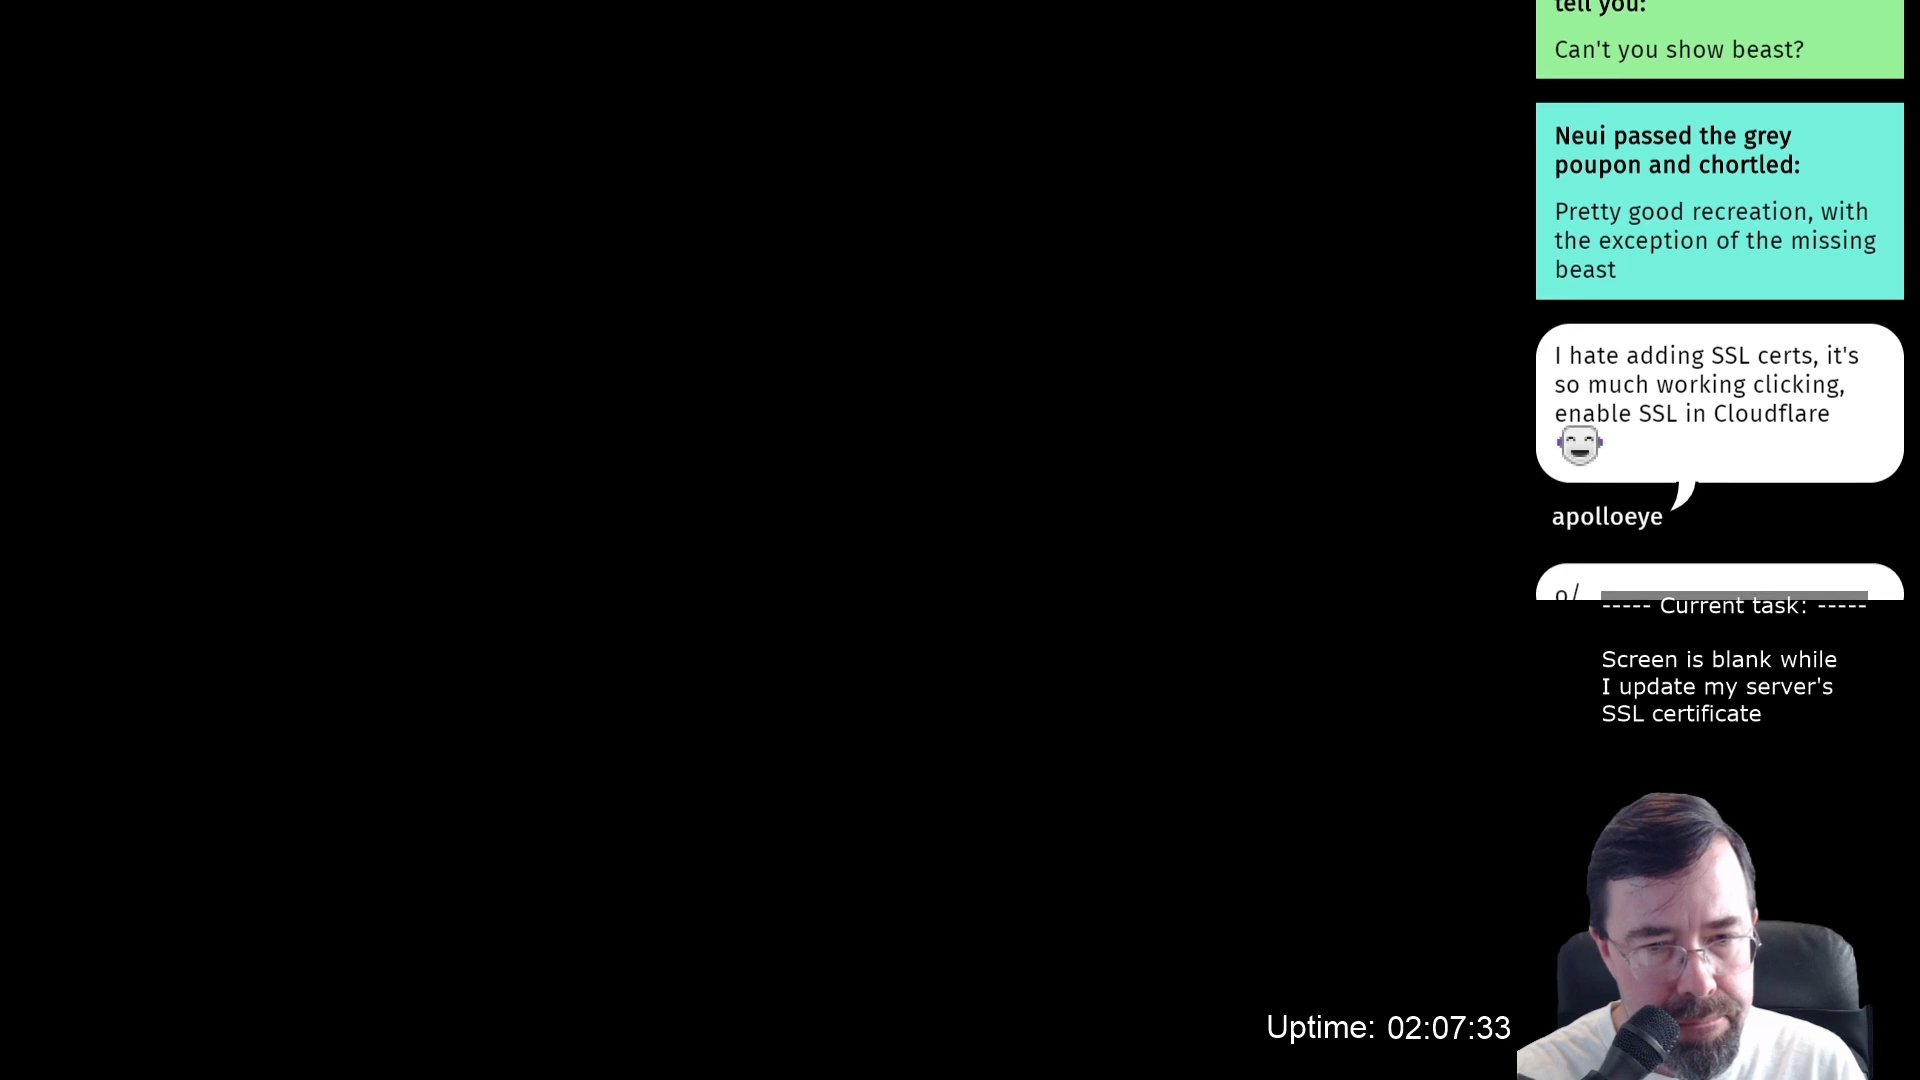 tell you:
Can't you show beast?
Neui passed the grey
poupon and chortled:
Pretty good recreation, with
the exception of the missing
beast
I hate adding SSL certs, it's
so much working clicking,
enable SSL in Cloudflare
apolloeye
o/
----- Current task: -----
Screen is blank while
I update my server's
SSL certificate
Uptime: 02:07:33